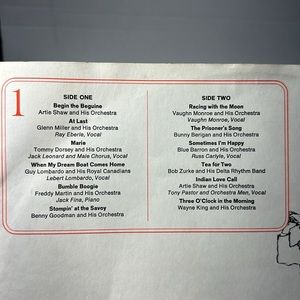 1
SIDE ONE
Begin the Beguine
Artie Shaw and His Orchestra
At Last
Glenn Miller and His Orchestra
Ray Eberle, Vocal
Marie
Tommy Dorsey and His Orchestra
Jack Leonard and Male Chorus, Vocal
When My Dream Boat Comes Home
Guy Lombardo and His Royal Canadians
Lebert Lombardo, Vocal
Bumble Boogie
Freddy Martin and His Orchestra
Jack Fina, Piano
Stompin' at the Savoy
Benny Goodman and His Orchestra
SIDE TWO
Racing with the Moon
Vaughn Monroe and His Orchestra
Vaughn Monroe, Vocal
The Prisoner's Song
Bunny Berigan and His Orchestra
Sometimes I'm Happy
Blue Barron and His Orchestra
Russ Carlyle, Vocal
Tea for Two
Bob Zurke and His Delta Rhythm Band
Indian Love Call
Artie Shaw and His Orchestra
Tony Pastor and Orchestra Men, Vocal
Three O'Clock in the Morning
Wayne King and His Orchestra